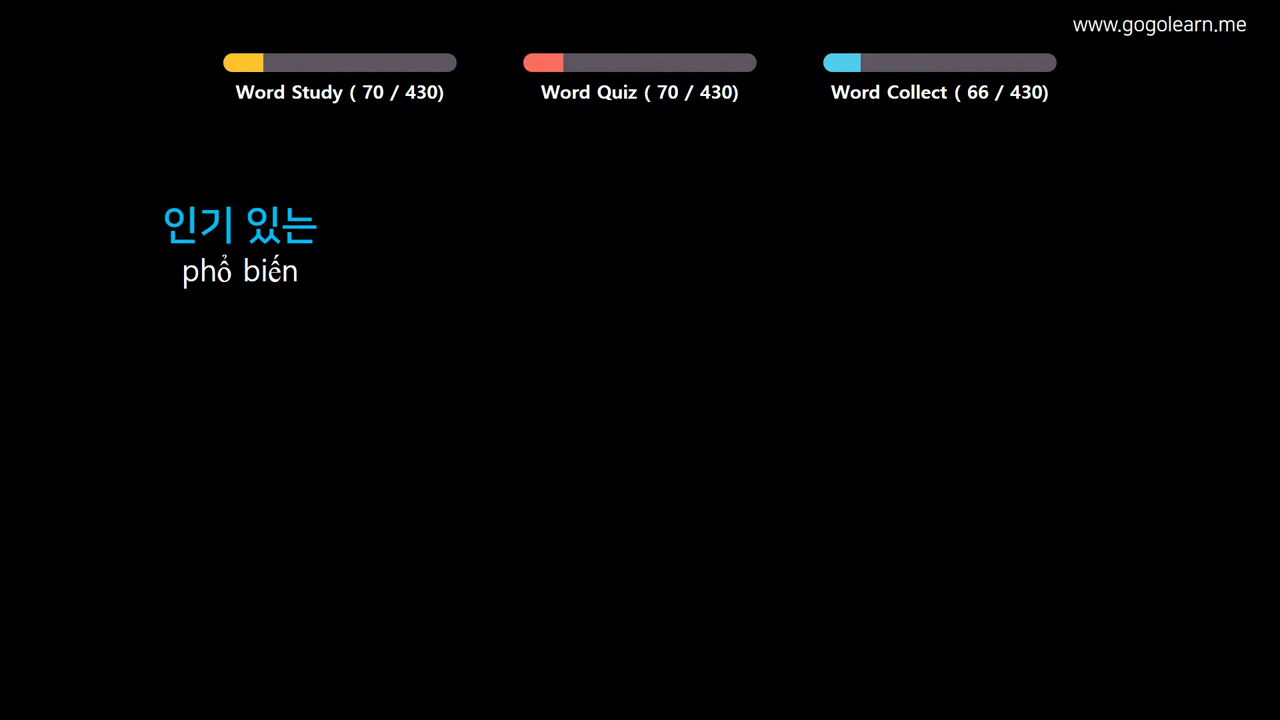 www.gogolearn.me
Word Study ( 70 / 430)
Word Quiz ( 70 / 430)
Word Collect ( 66 / 430)
인기 있는
phổ biến